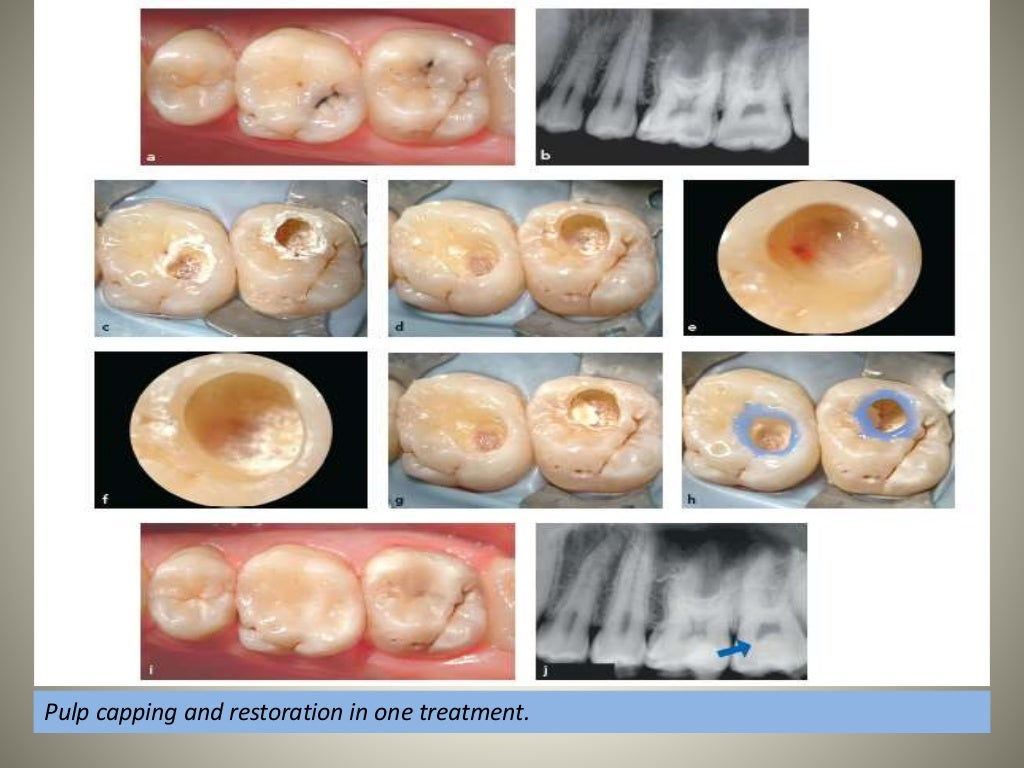 a
b
c
d
e
f
g
h
i
j
Pulp capping and restoration in one treatment.